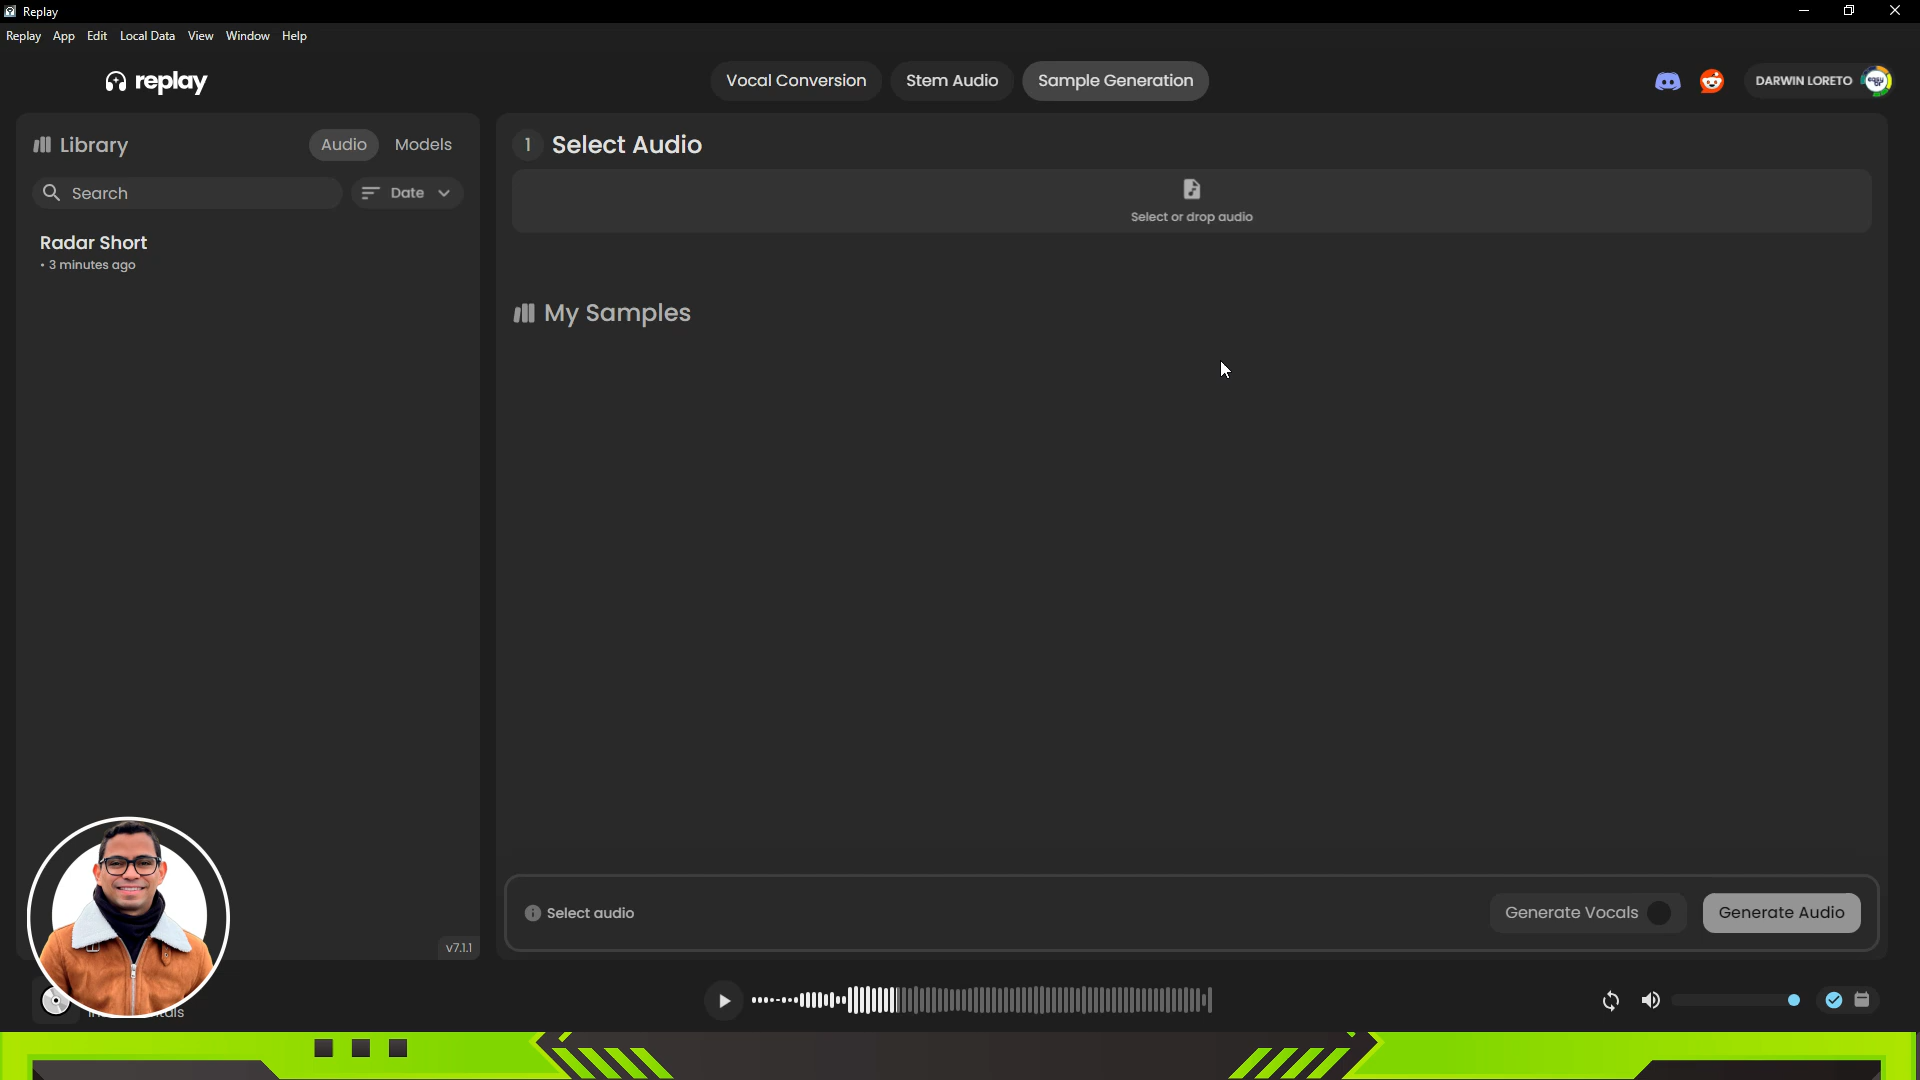 Replay
Replay App Edit Local Data View Window Help
replay
Vocal Conversion Stem Audio Sample Generation
DARWIN LORETO
Library Audio Models
Search Date
Radar Short
• 3 minutes ago
1 Select Audio
Select or drop audio
My Samples
Select audio
Generate Vocals Generate Audio
v7.1.1